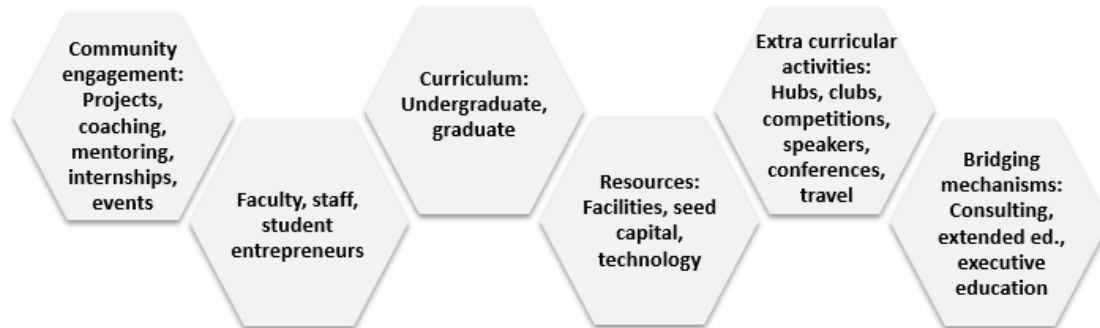 Community
engagement:
Projects,
coaching,
mentoring,
internships,
events
Faculty, staff,
student
entrepreneurs
Curriculum:
Undergraduate,
graduate
Resources:
Facilities, seed
capital,
technology
Extra curricular
activities:
Hubs, clubs,
competitions,
speakers,
conferences,
travel
Bridging
mechanisms:
Consulting,
extended ed.,
executive
education